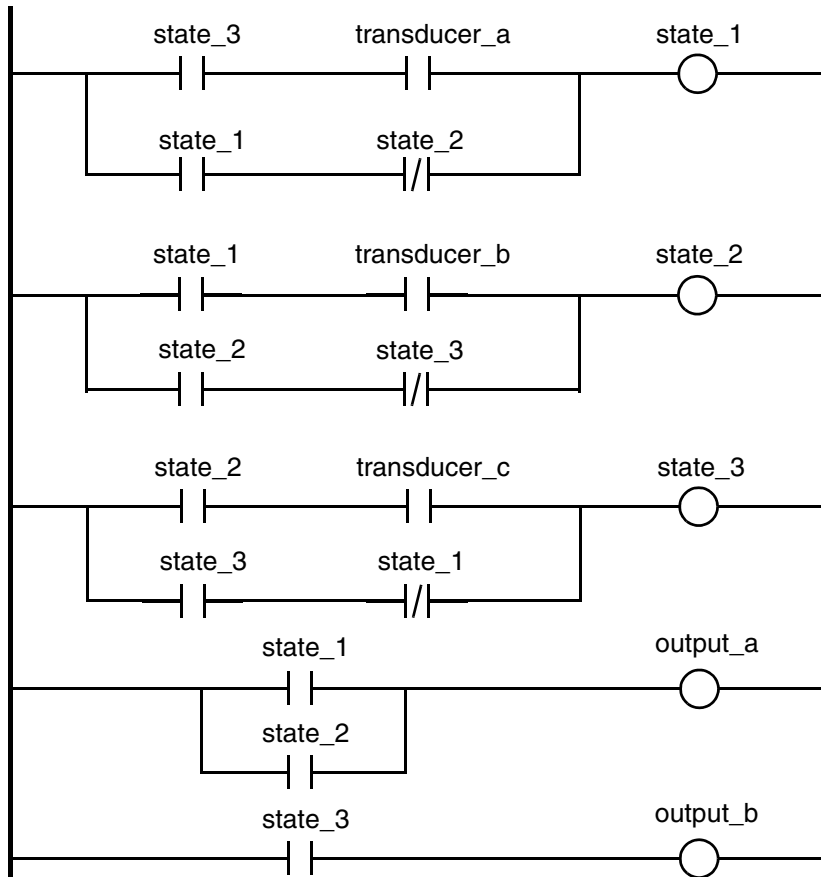 state_3 transducer_a state_1
state_1 state_2
state_1 transducer_b state_2
state_2 state_3
state_2 transducer_c state_3
state_3 state_1
state_1 output_a
state_2
state_3 output_b